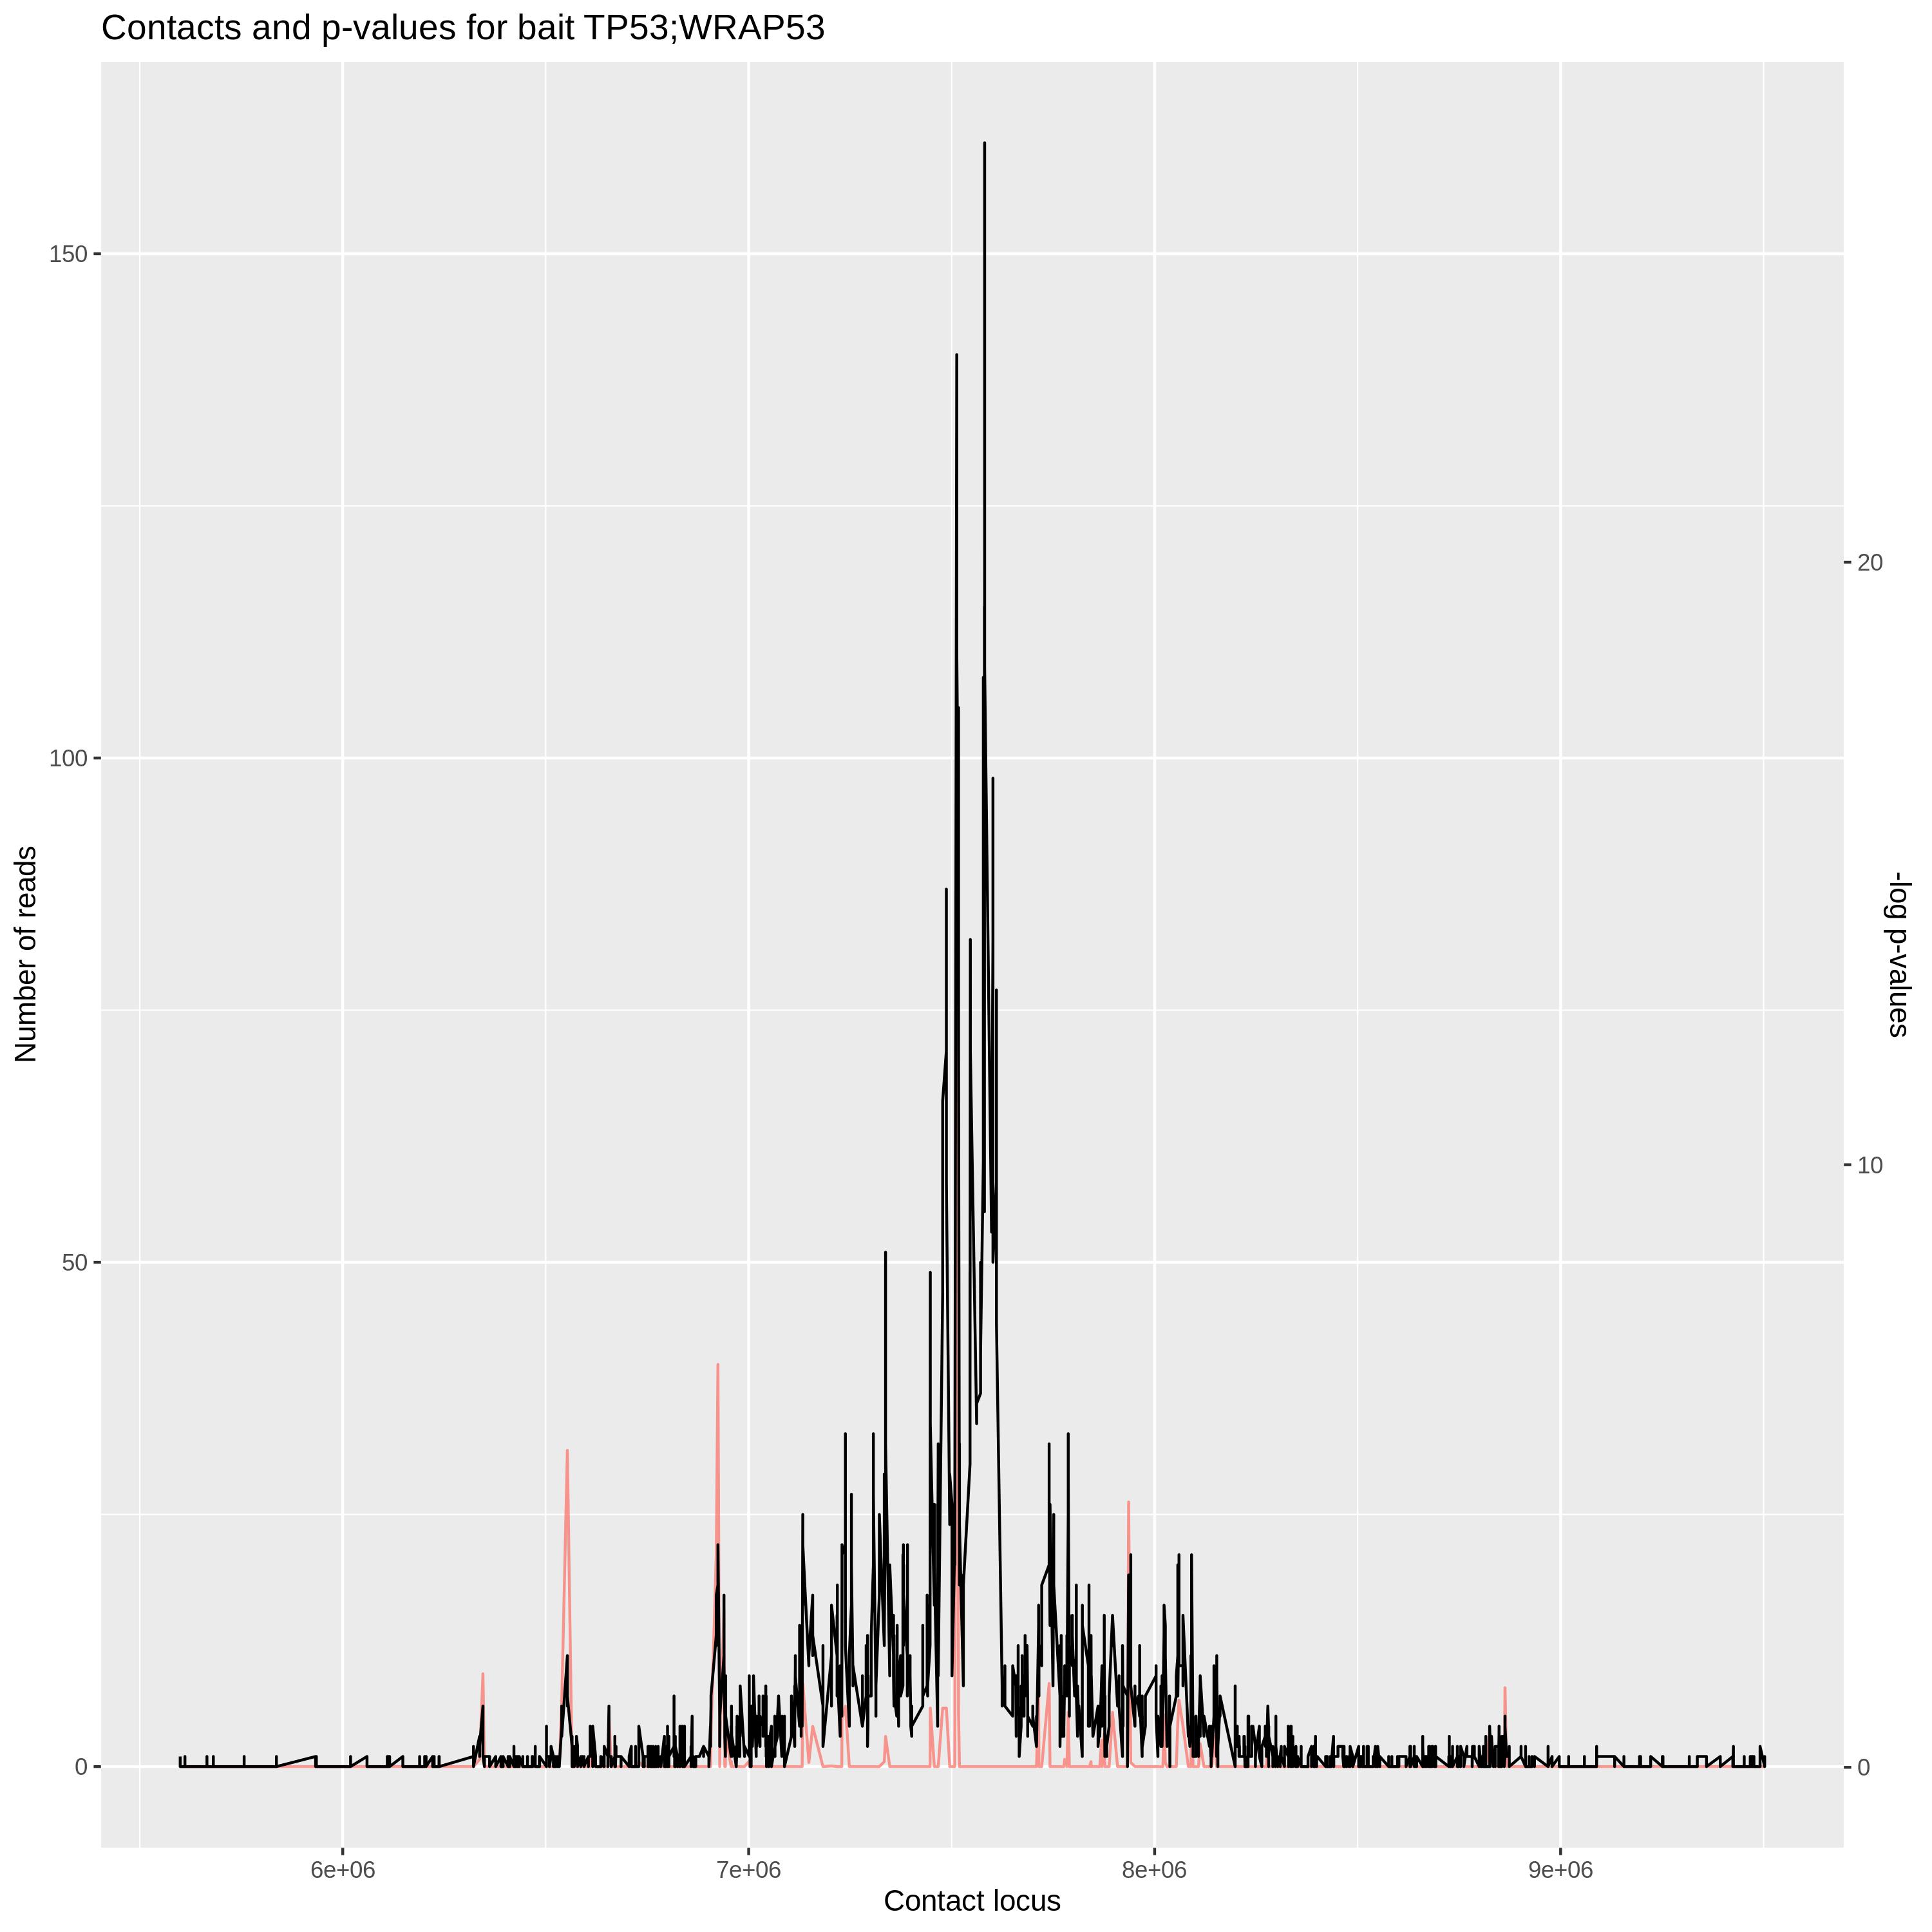 Contacts and p-values for bait TP53;WRAP53
150
100
50
0
Number of reads
20
10
0
-log p-values
6e+06
7e+06
8e+06
9e+06
Contact locus